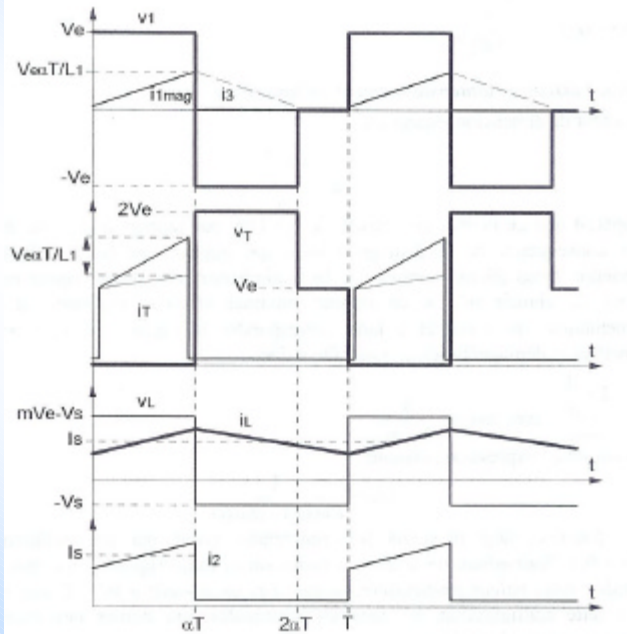 Ve v1
VeαT/L1
i1mag i3 t
-Ve
2Ve
vT
VeαT/L1
Ve
iT
t
mVe-Vs vL iL
Is
t
-Vs
Is i2
t
αT 2αT T